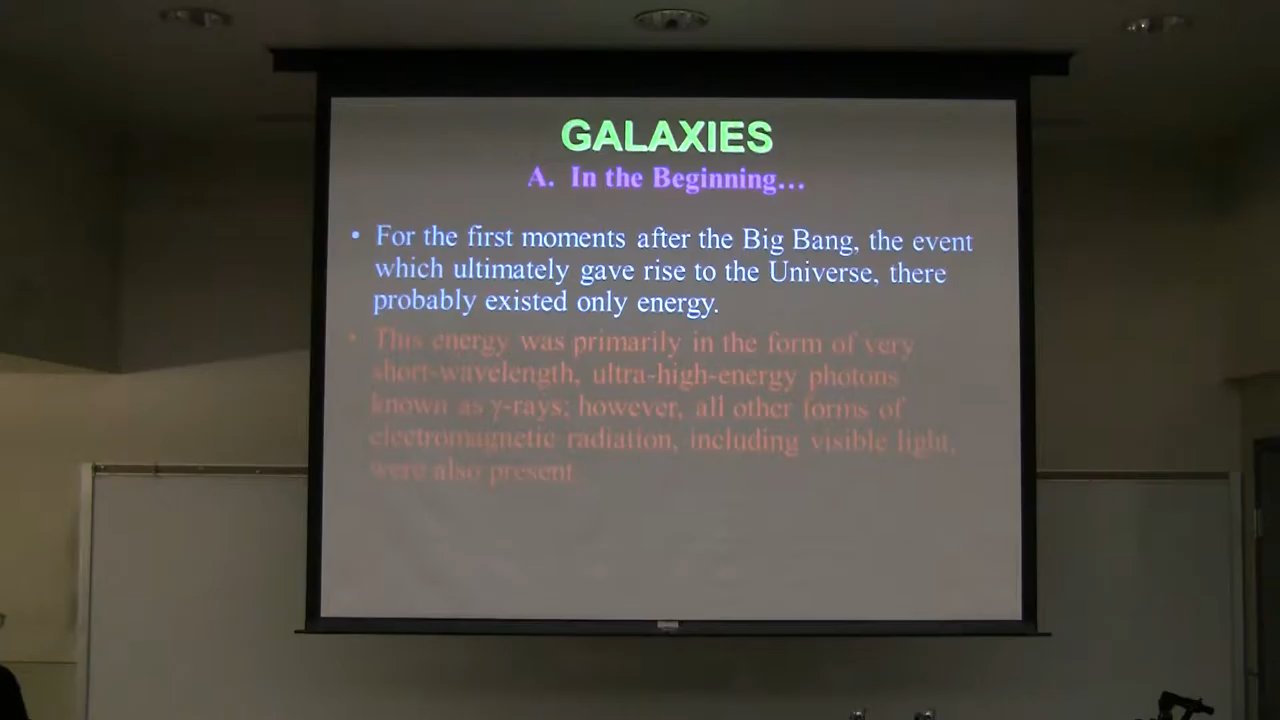 GALAXIES
A. In the Beginning…
• For the first moments after the Big Bang, the event
which ultimately gave rise to the Universe, there
probably existed only energy.
• This energy was primarily in the form of very
short-wavelength, ultra-high-energy photons
known as γ-rays; however, all other forms of
electromagnetic radiation, including visible light,
were also present